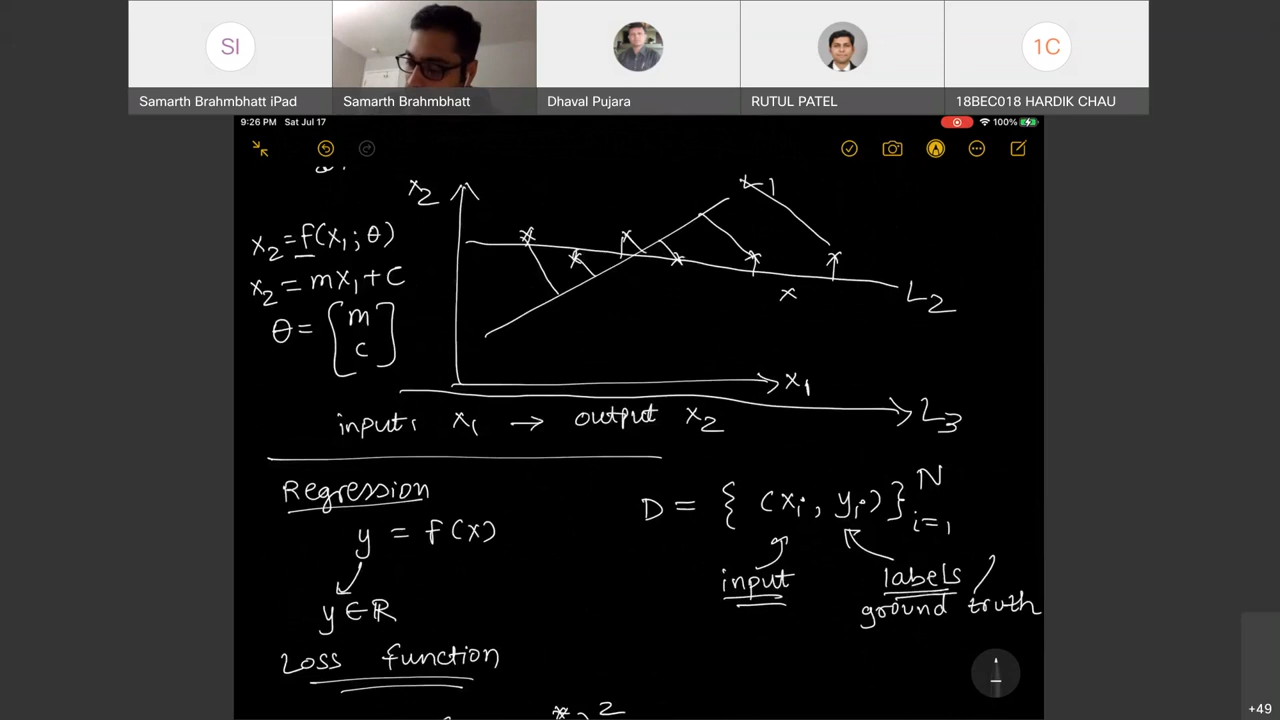 SI
1C
Samarth Brahmbhatt iPad
Samarth Brahmbhatt
Dhaval Pujara
RUTUL PATEL
18BEC018 HARDIK CHAU
9:26 PM Sat Jul 17
100%
x2
L1
x2 = f(x1; θ)
x2 = mx1 + c
θ = [m
c]
L2
x1
L3
input: x1 → output x2
Regression
D = { (xi, yi) }i=1 N
y = f(x)
input
labels /
ground truth
y ∈ ℝ
Loss function
* ) 2
+49